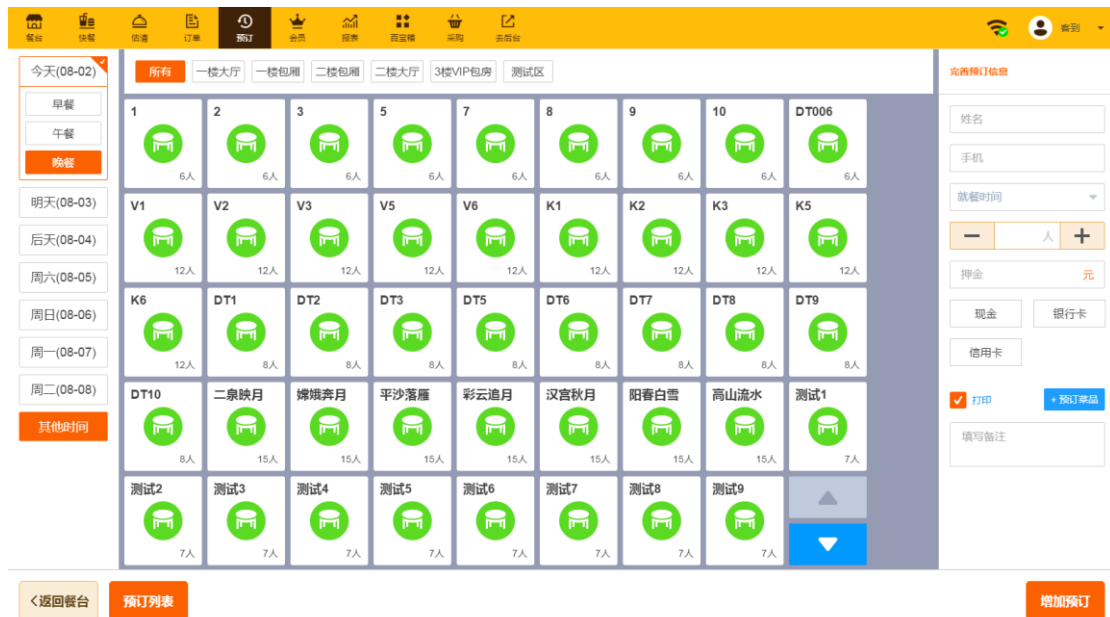 餐台 快餐 估清 订单 预订 会员 报表 百宝箱 采购 去后台 客到
今天(08-02)
早餐
午餐
晚餐
明天(08-03)
后天(08-04)
周六(08-05)
周日(08-06)
周一(08-07)
周二(08-08)
其他时间
所有 一楼大厅 一楼包厢 二楼包厢 二楼大厅 3楼VIP包房 测试区
1 2 3 5 7 8 9 10 DT006
6人 6人 6人 6人 6人 6人 6人 6人 6人
V1 V2 V3 V5 V6 K1 K2 K3 K5
12人 12人 12人 12人 12人 12人 12人 12人 12人
K6 DT1 DT2 DT3 DT5 DT6 DT7 DT8 DT9
12人 8人 8人 8人 8人 8人 8人 8人 8人
DT10 二泉映月 嫦娥奔月 平沙落雁 彩云追月 汉宫秋月 阳春白雪 高山流水 测试1
8人 15人 15人 15人 15人 15人 15人 15人 7人
测试2 测试3 测试4 测试5 测试6 测试7 测试8 测试9
7人 7人 7人 7人 7人 7人 7人 7人
完善预订信息
姓名
手机
就餐时间
人
押金 元
现金 银行卡
信用卡
打印 +预订菜品
填写备注
<返回餐台 预订列表 增加预订